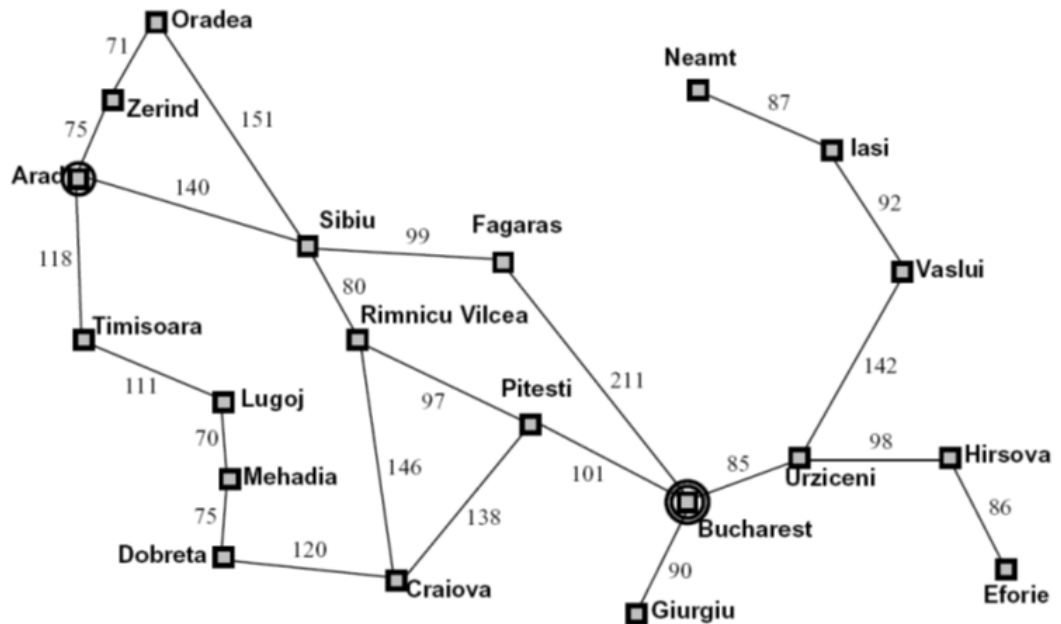 Oradea
71
Neamt
Zerind
87
151
75
Iasi
Arad
140
Sibiu
Fagaras
92
99
118
Vaslui
80
Rimnicu Vilcea
Timisoara
142
111
211
Pitesti
Lugoj
97
70
98
Hirsova
146
85
Mehadia
101
Urziceni
75
138
86
Bucharest
Dobreta
120
90
Craiova
Eforie
Giurgiu